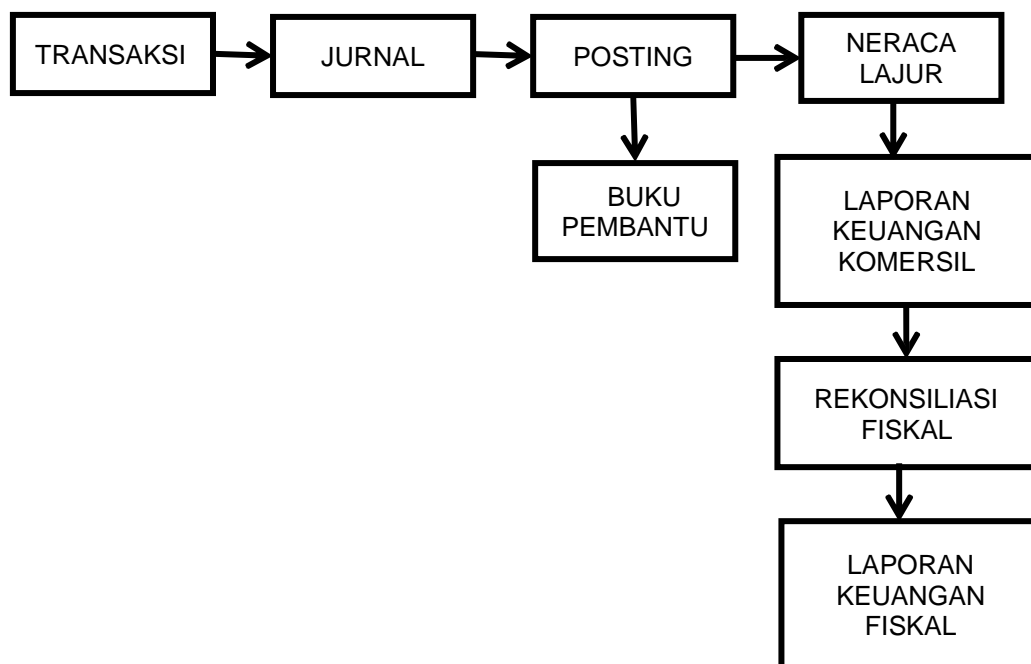 TRANSAKSI
JURNAL
POSTING
NERACA
LAJUR
BUKU
PEMBANTU
LAPORAN
KEUANGAN
KOMERSIL
REKONSILIASI
FISKAL
LAPORAN
KEUANGAN
FISKAL